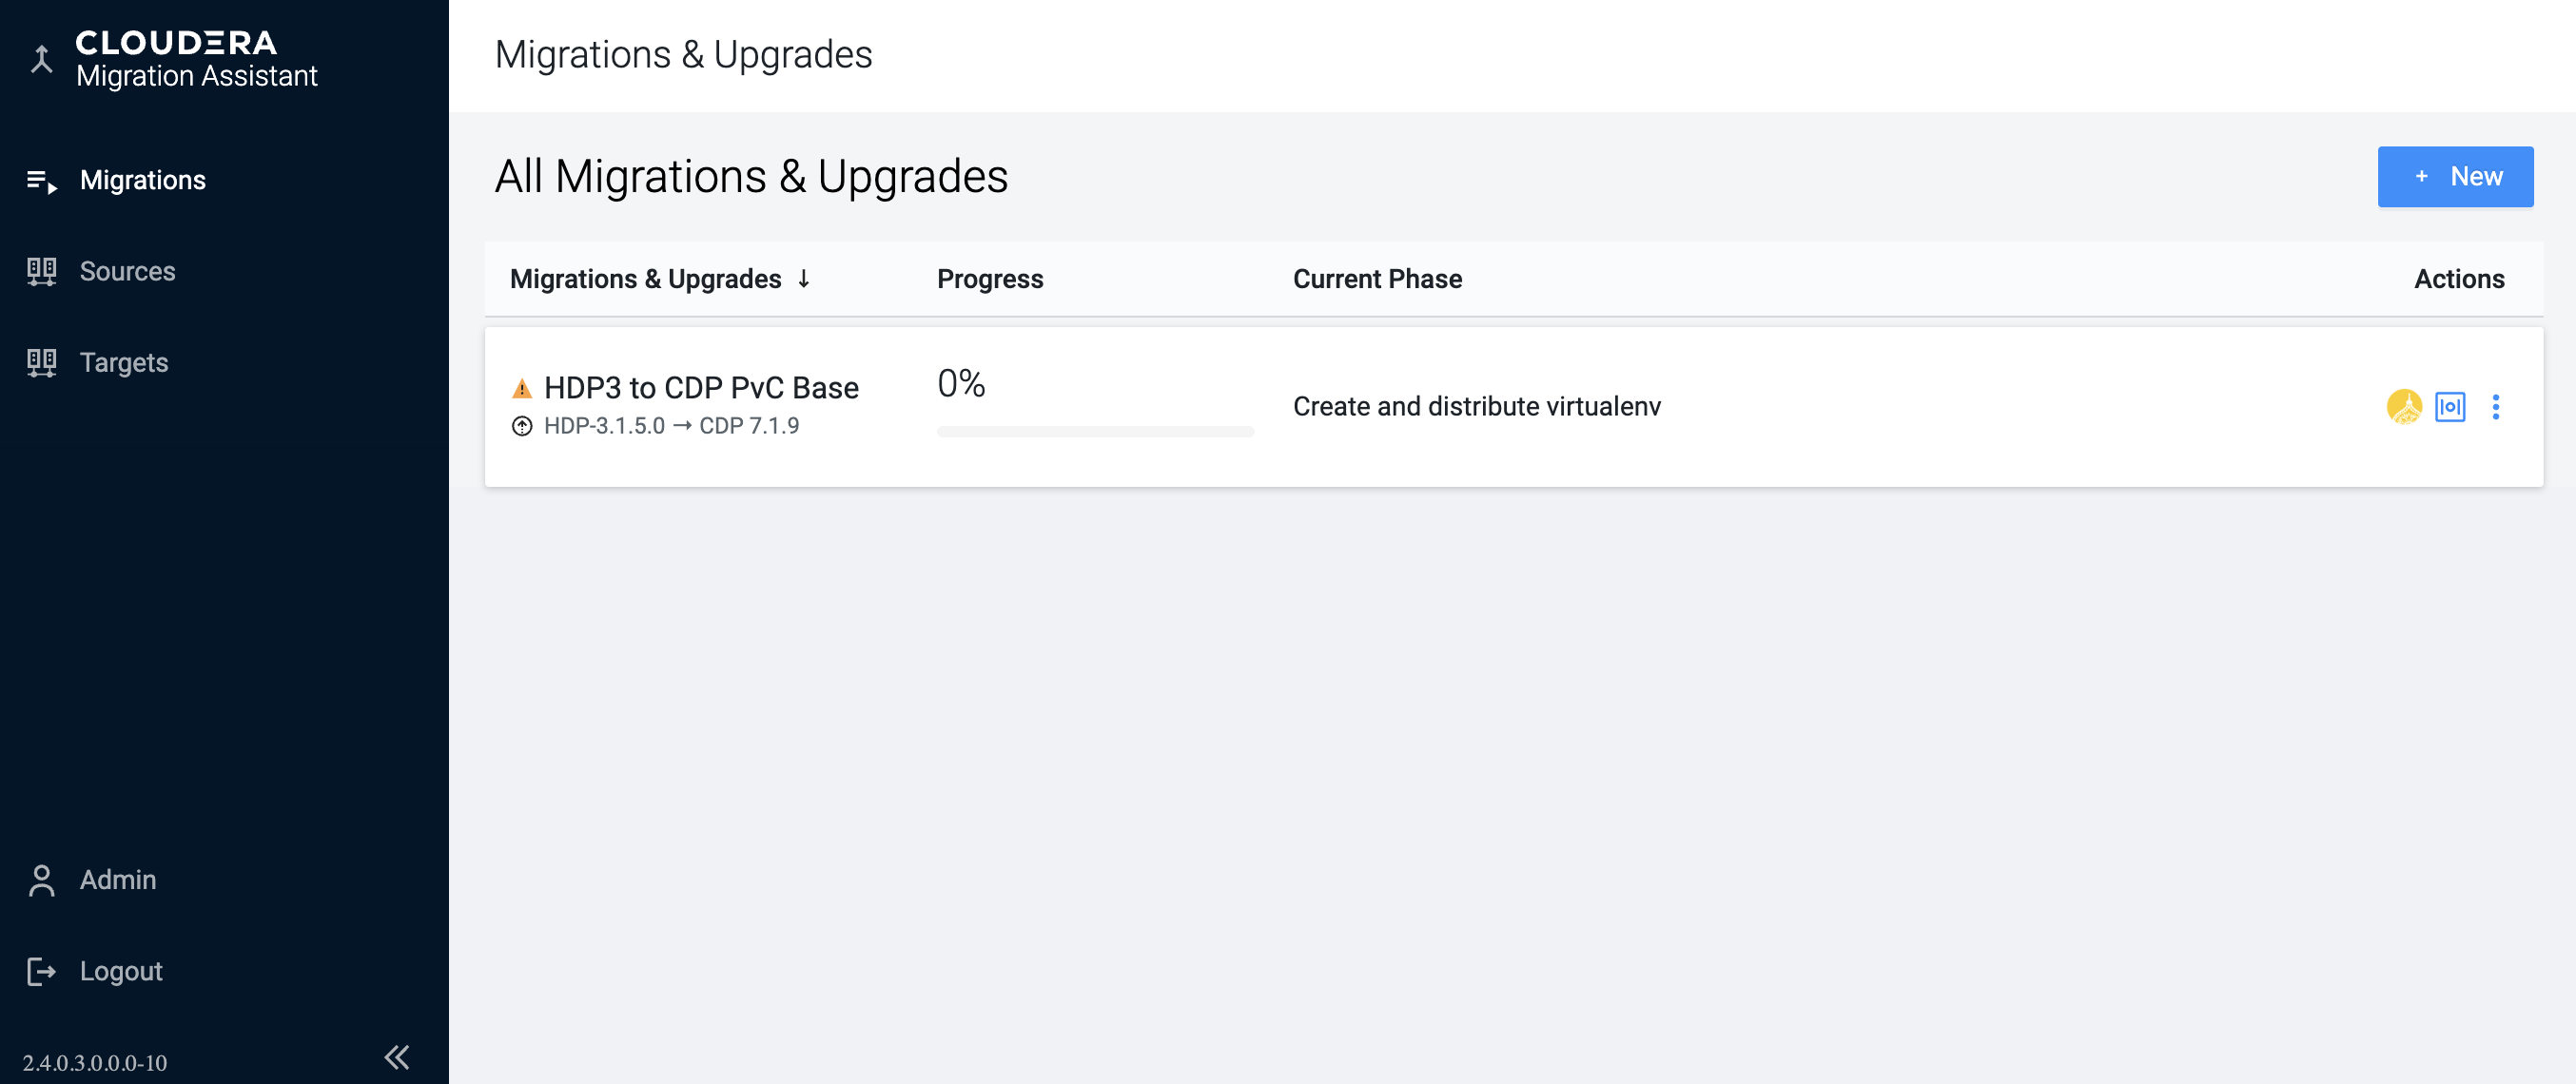 CLOUDERA
Migration Assistant
Migrations
Sources
Targets
Admin
Logout
2.4.0.3.0.0.0-10
Migrations & Upgrades
All Migrations & Upgrades
+ New
Migrations & Upgrades ↓ Progress Current Phase Actions
HDP3 to CDP PvC Base
HDP-3.1.5.0 → CDP 7.1.9
0%
Create and distribute virtualenv